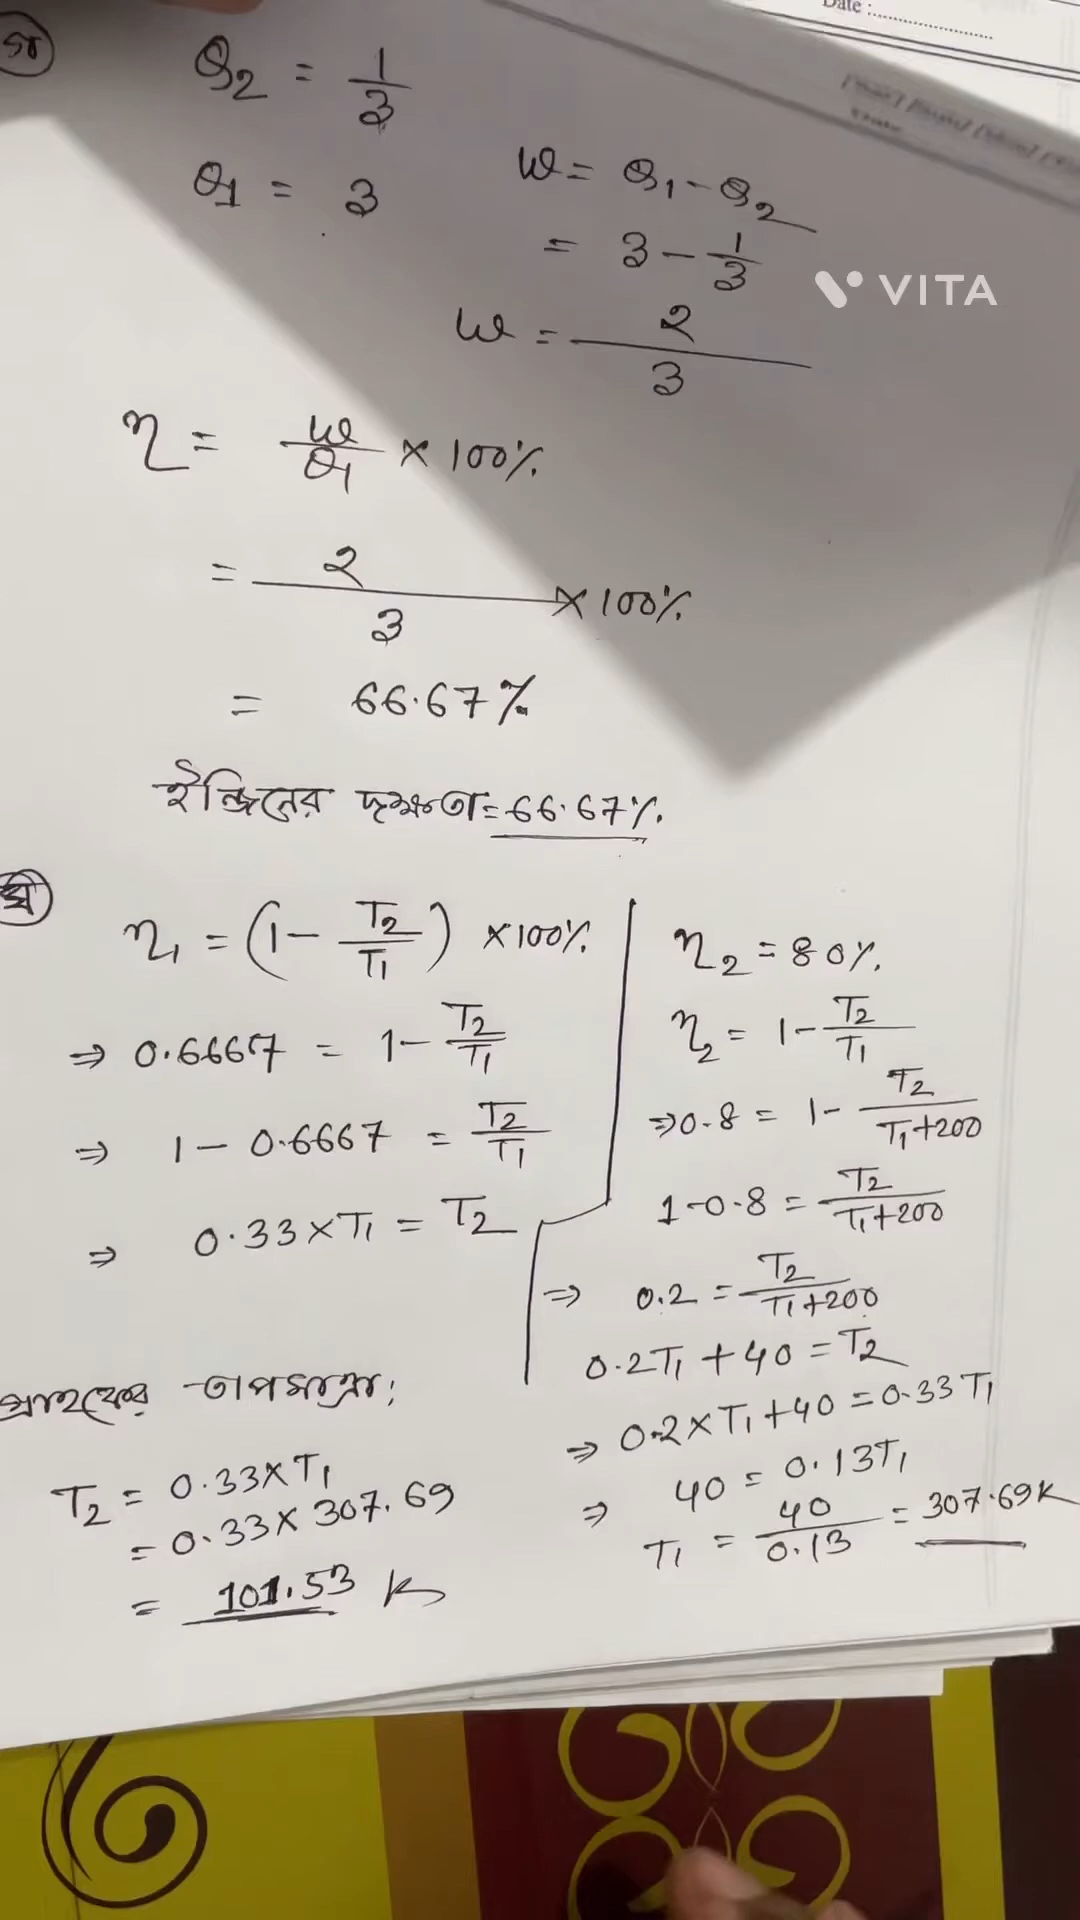 Date :....................
গ
Q2 = 1/3
Q1 = 3
W = Q1 - Q2
= 3 - 1/3
W = 2/3
VITA
η = W/Q1 × 100%
= 2/3 × 100%
= 66.67%
ইঞ্জিনের দক্ষতা = 66.67%.
ঘ
η1 = (1 - T2/T1) × 100%
⇒ 0.6667 = 1 - T2/T1
⇒ 1 - 0.6667 = T2/T1
⇒ 0.33 × T1 = T2
η2 = 80%.
η2 = 1 - T2/T1
⇒ 0.8 = 1 - T2/T1+200
1 - 0.8 = T2/T1+200
⇒ 0.2 = T2/T1+200
0.2T1 + 40 = T2
⇒ 0.2 × T1 + 40 = 0.33T1
⇒ 40 = 0.13T1
T1 = 40/0.13 = 307.69K
গ্রাহকের তাপমাত্রা;
T2 = 0.33 × T1
= 0.33 × 307.69
= 101.53 K